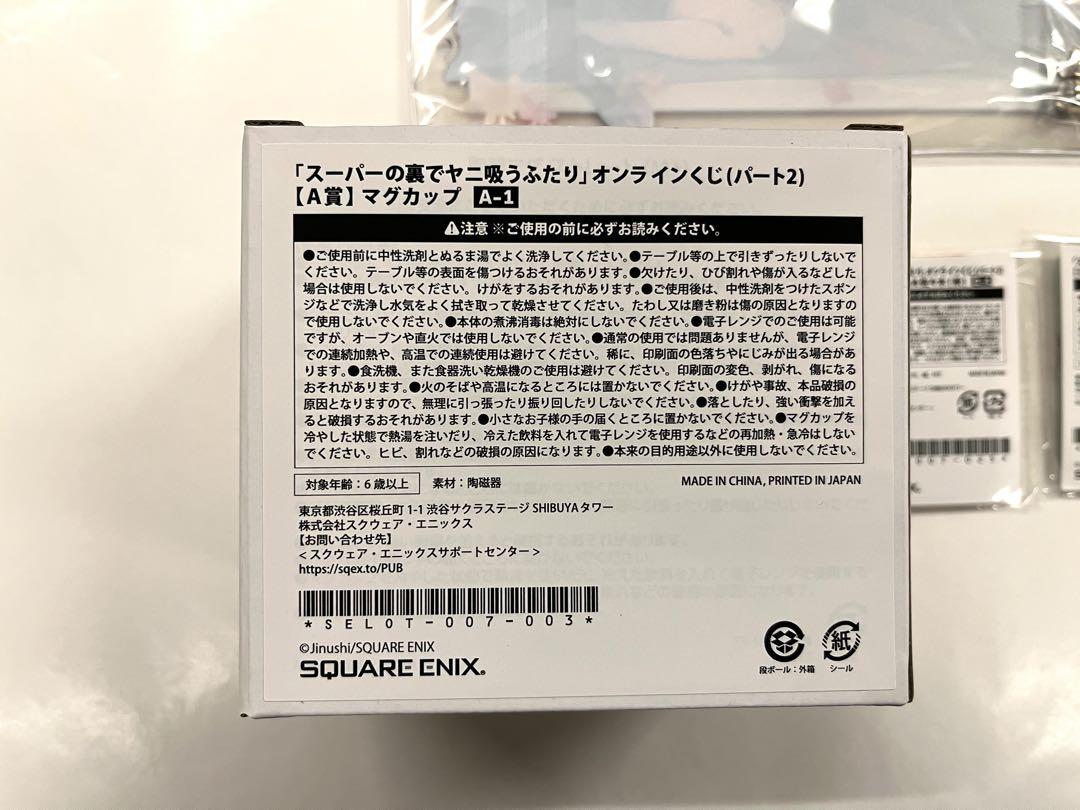 「スーパーの裏でヤニ吸うふたり」オンラインくじ(パート2)
【A賞】マグカップ A-1
⚠注意 ※ご使用の前に必ずお読みください。
●ご使用前に中性洗剤とぬるま湯でよく洗浄してください。●テーブル等の上で引きずったりしないで
ください。テーブル等の表面を傷つけるおそれがあります。●欠けたり、ひび割れや傷が入るなどした
場合は使用しないでください。けがをするおそれがあります。●ご使用後は、中性洗剤をつけたスポン
ジなどで洗浄し水気をよく拭き取って乾燥させてください。たわし又は磨き粉は傷の原因となりますの
で使用しないでください。●本体の煮沸消毒は絶対にしないでください。●電子レンジでのご使用は可能
ですが、オーブンや直火では使用しないでください。●通常の使用では問題ありませんが、電子レンジ
での連続加熱や、高温での連続使用は避けてください。稀に、印刷面の色落ちやにじみが出る場合があ
ります。●食洗機、また食器洗い乾燥機のご使用は避けてください。印刷面の変色、剥がれ、傷になる
おそれがあります。●火のそばや高温になるところには置かないでください。●けがや事故、本品破損の
原因となりますので、無理に引っ張ったり振り回したりしないでください。●落としたり、強い衝撃を加え
ると破損するおそれがあります。●小さなお子様の手の届くところに置かないでください。●マグカップを
冷やした状態で熱湯を注いだり、冷えた飲料を入れて電子レンジを使用するなどの再加熱・急冷はしない
でください。ヒビ、割れなどの破損の原因になります。●本来の目的用途以外に使用しないでください。
対象年齢：6歳以上 素材：陶磁器 MADE IN CHINA, PRINTED IN JAPAN
東京都渋谷区桜丘町1-1 渋谷サクラステージ SHIBUYAタワー
株式会社スクウェア・エニックス
【お問い合わせ先】
<スクウェア・エニックスサポートセンター>
https://sqex.to/PUB
*SELOT-007-003*
©Jinushi/SQUARE ENIX
SQUARE ENIX.
段ボール：外箱
紙
シール